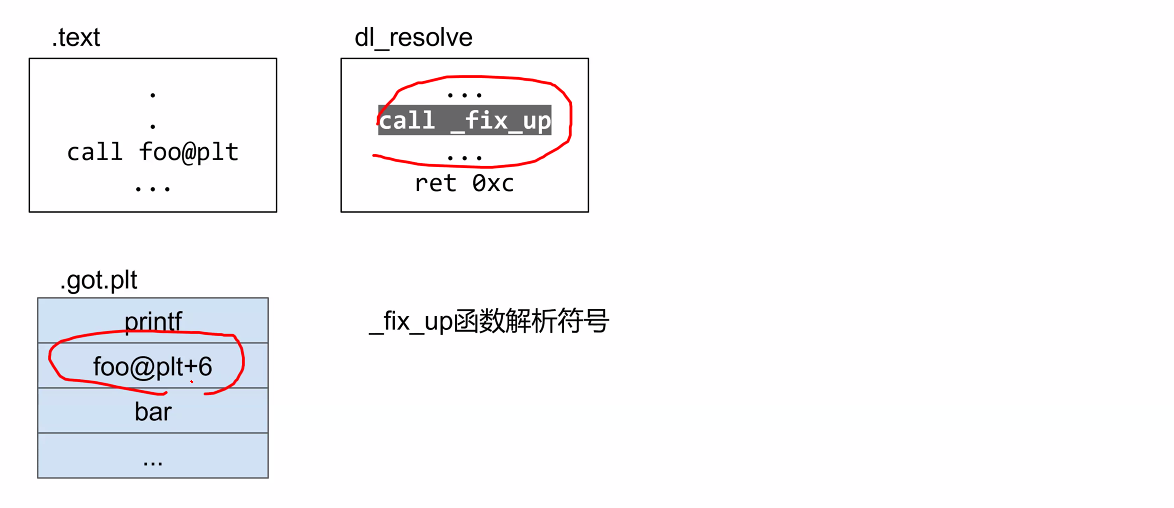 .text
.
.
call foo@plt
...
dl_resolve
...
call _fix_up
...
ret 0xc
.got.plt
printf
foo@plt+6
bar
...
_fix_up函数解析符号